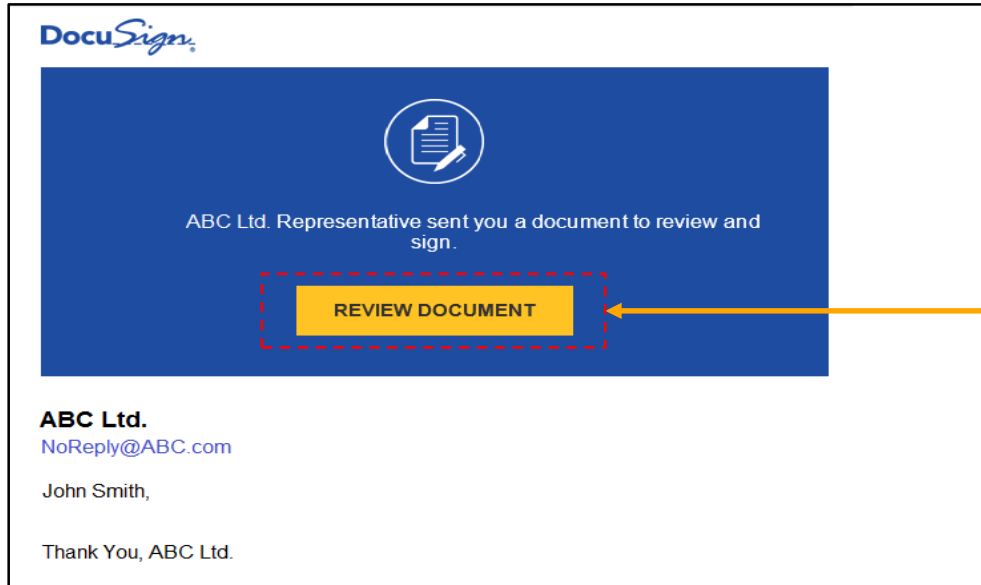 DocuSign
ABC Ltd. Representative sent you a document to review and
sign.
REVIEW DOCUMENT
ABC Ltd.
NoReply@ABC.com
John Smith,
Thank You, ABC Ltd.